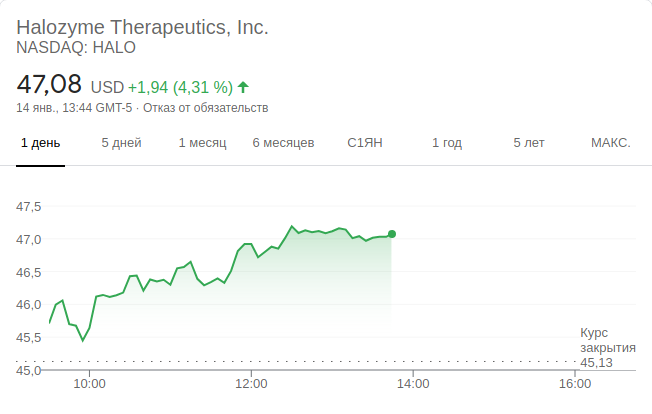 Halozyme Therapeutics, Inc.
NASDAQ: HALO
47,08 USD +1,94 (4,31 %)
14 янв., 13:44 GMT-5 · Отказ от обязательств
1 день 5 дней 1 месяц 6 месяцев С1ЯН 1 год 5 лет МАКС.
47,5
47,0
46,5
46,0
45,5
45,0
Курс
закрытия
45,13
10:00 12:00 14:00 16:00